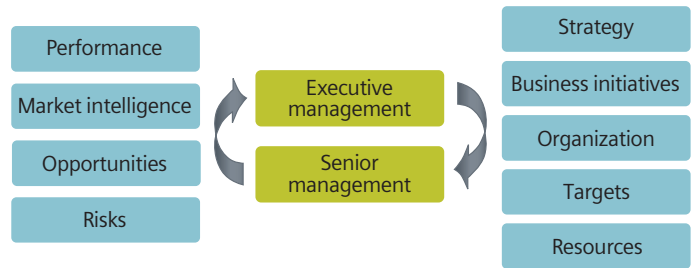 Performance
Market intelligence
Opportunities
Risks
Executive
management
Senior
management
Strategy
Business initiatives
Organization
Targets
Resources